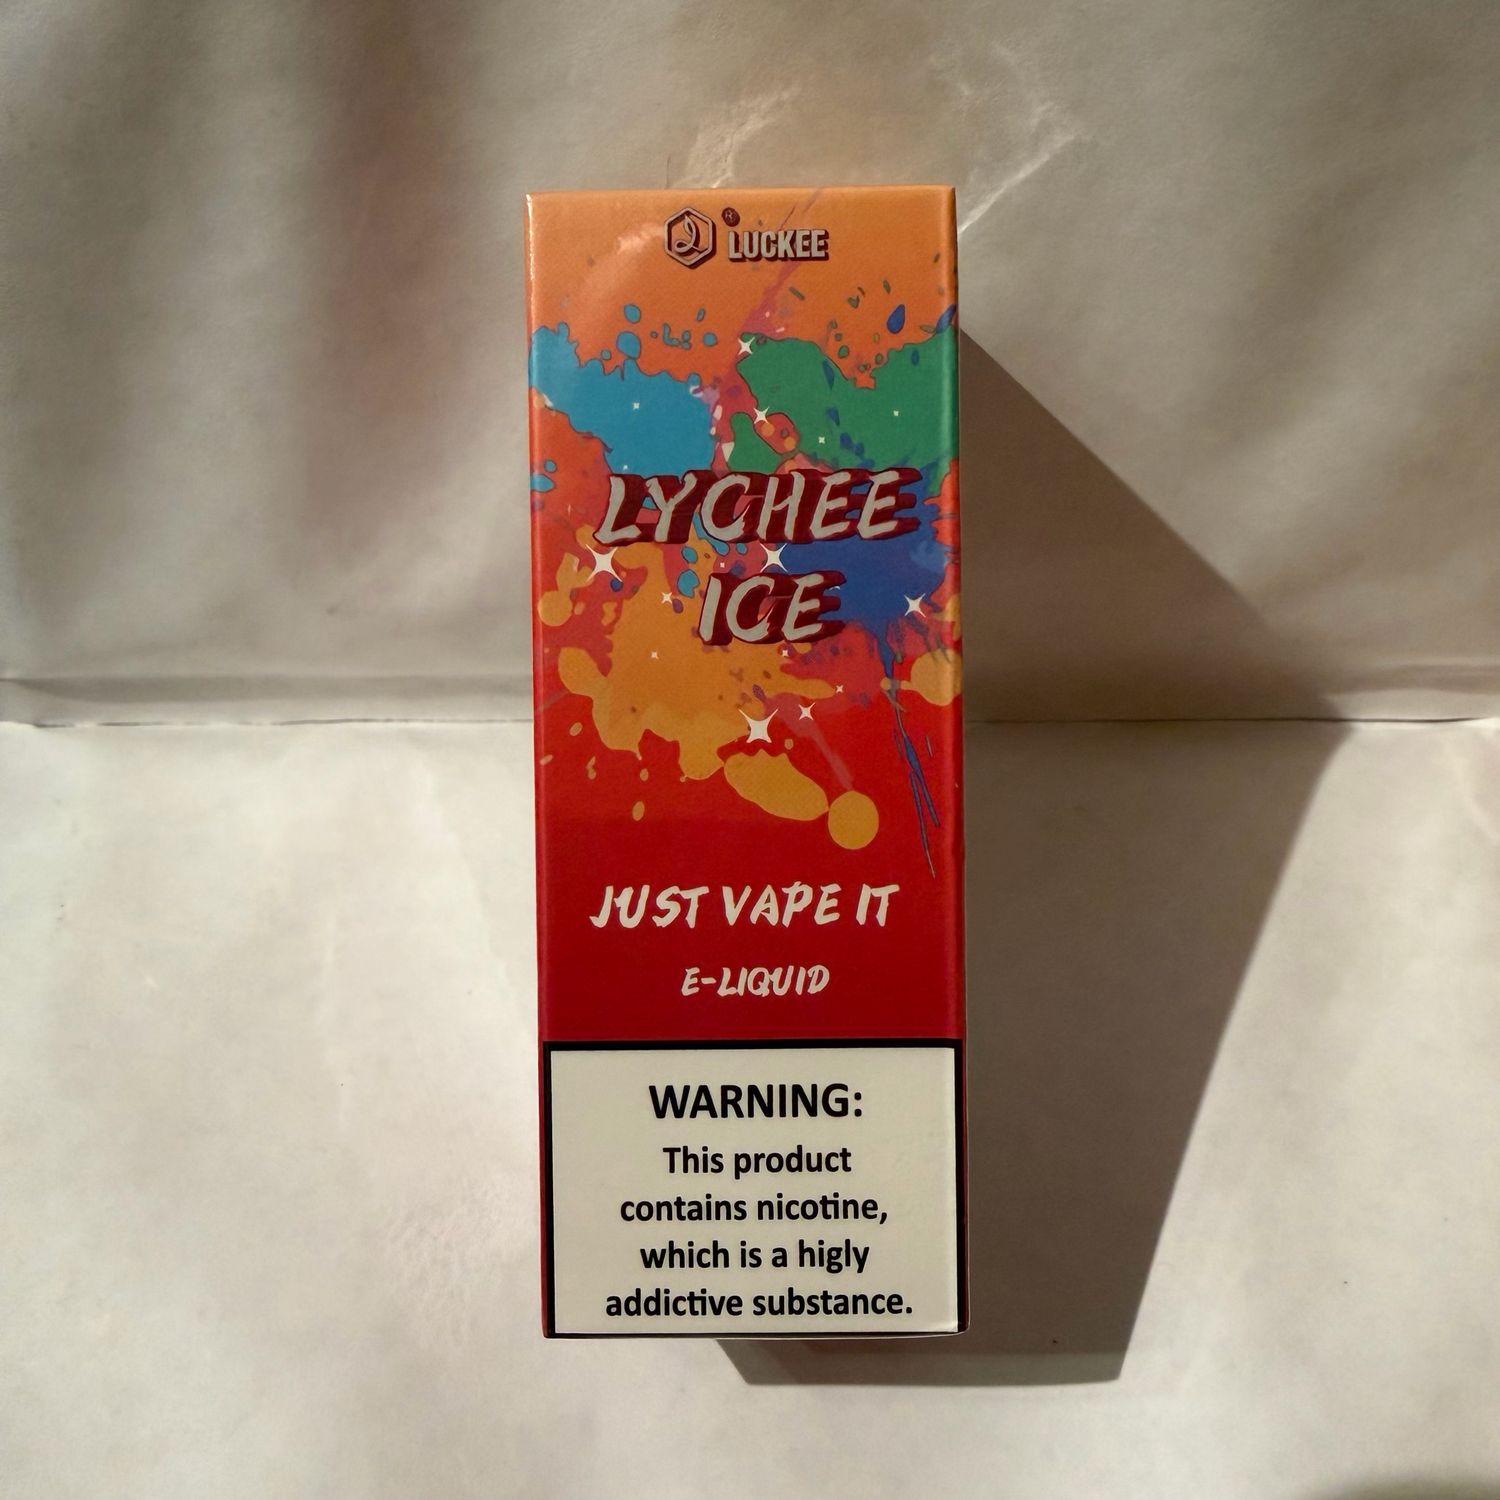 ® LUCKEE
LYCHEE
ICE
JUST VAPE IT
E-LIQUID
WARNING:
This product
contains nicotine,
which is a higly
addictive substance.